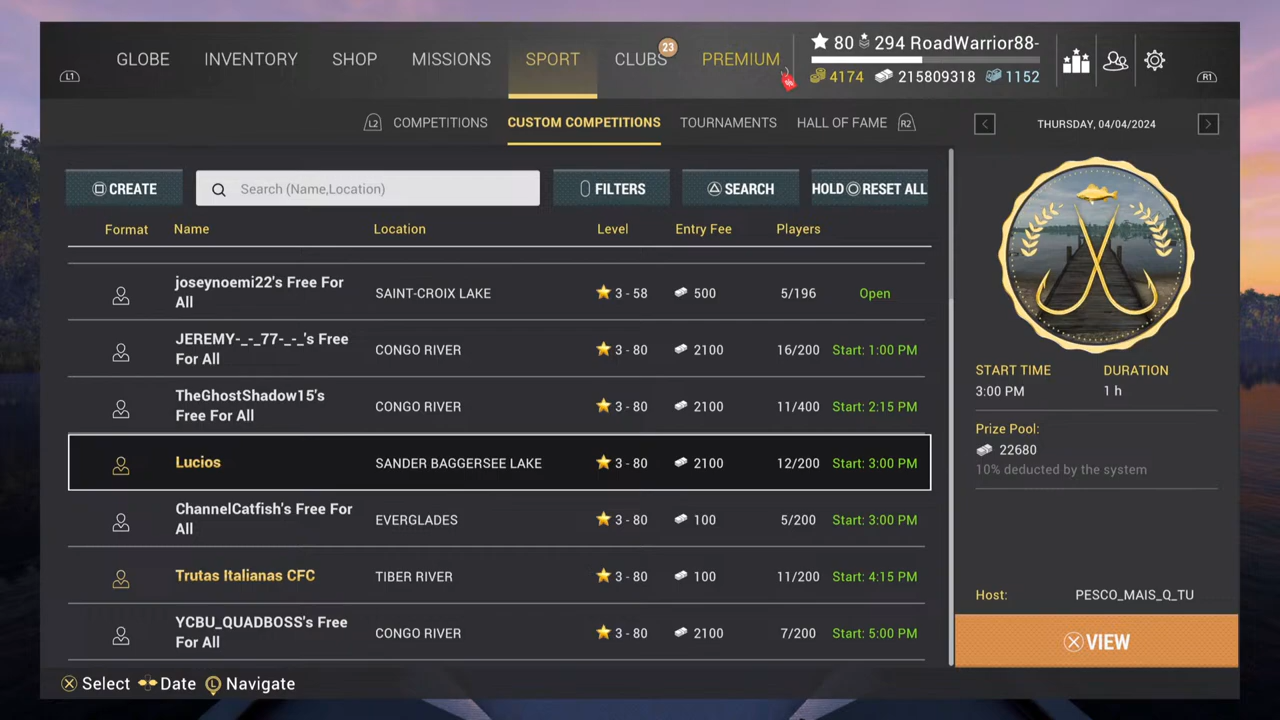 L1 GLOBE INVENTORY SHOP MISSIONS SPORT CLUBS 23 PREMIUM 80 294 RoadWarrior88- R1
4174 215809318 1152
L2 COMPETITIONS CUSTOM COMPETITIONS TOURNAMENTS HALL OF FAME R2
THURSDAY, 04/04/2024
CREATE Search (Name,Location) FILTERS SEARCH HOLD RESET ALL
Format Name Location Level Entry Fee Players
joseynoemi22's Free For
All
SAINT-CROIX LAKE 3 - 58 500 5/196 Open
JEREMY-_-_77-_-_'s Free
For All
CONGO RIVER 3 - 80 2100 16/200 Start: 1:00 PM
TheGhostShadow15's
Free For All
CONGO RIVER 3 - 80 2100 11/400 Start: 2:15 PM
Lucios SANDER BAGGERSEE LAKE 3 - 80 2100 12/200 Start: 3:00 PM
ChannelCatfish's Free For
All
EVERGLADES 3 - 80 100 5/200 Start: 3:00 PM
Trutas Italianas CFC TIBER RIVER 3 - 80 100 11/200 Start: 4:15 PM
YCBU_QUADBOSS's Free
For All
CONGO RIVER 3 - 80 2100 7/200 Start: 5:00 PM
START TIME DURATION
3:00 PM 1 h
Prize Pool:
22680
10% deducted by the system
Host: PESCO_MAIS_Q_TU
VIEW
Select Date L Navigate